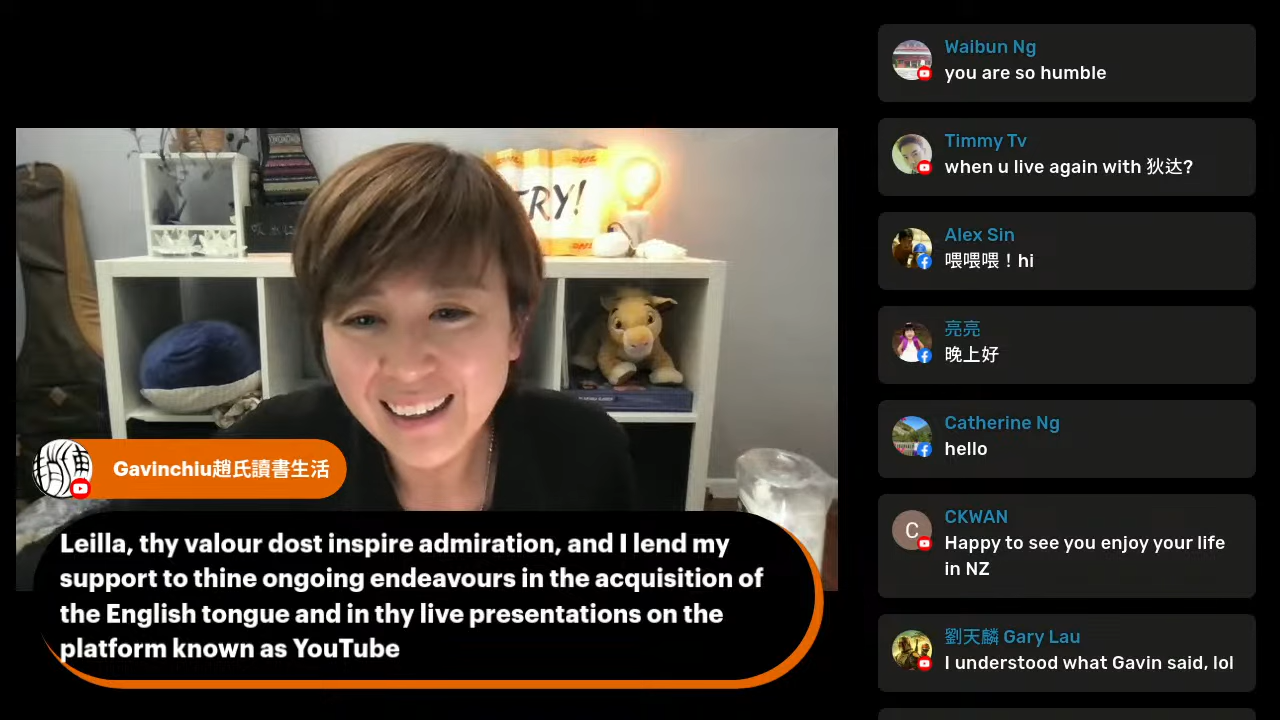 TRY!
Gavinchiu趙氏讀書生活
Leilla, thy valour dost inspire admiration, and I lend my
support to thine ongoing endeavours in the acquisition of
the English tongue and in thy live presentations on the
platform known as YouTube
Waibun Ng
you are so humble
Timmy Tv
when u live again with 狄达?
Alex Sin
喂喂喂！hi
亮亮
晚上好
Catherine Ng
hello
C
CKWAN
Happy to see you enjoy your life
in NZ
劉天麟 Gary Lau
I understood what Gavin said, lol